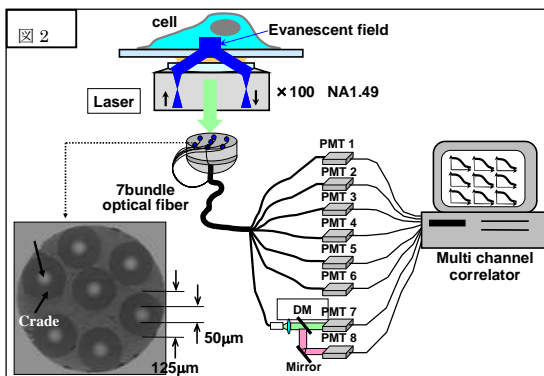 図 2
cell
Evanescent field
Laser
×100 NA1.49
7bundle
optical fiber
PMT 1
PMT 2
PMT 3
PMT 4
PMT 5
PMT 6
DM
PMT 7
PMT 8
Mirror
Multi channel
correlator
Crade
50μm
125μm